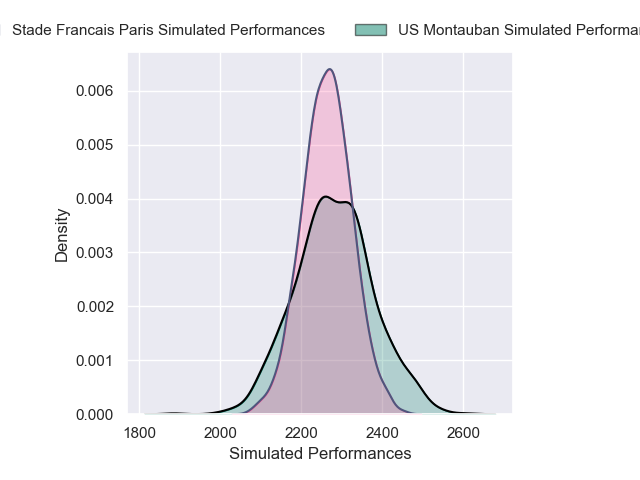 Stade Francais Paris Simulated Performances US Montauban Simulated
0.006
0.005
0.004
0.003
0.002
0.001
0.000
Density
1800 2000 2200 2400 2600
Simulated Performances